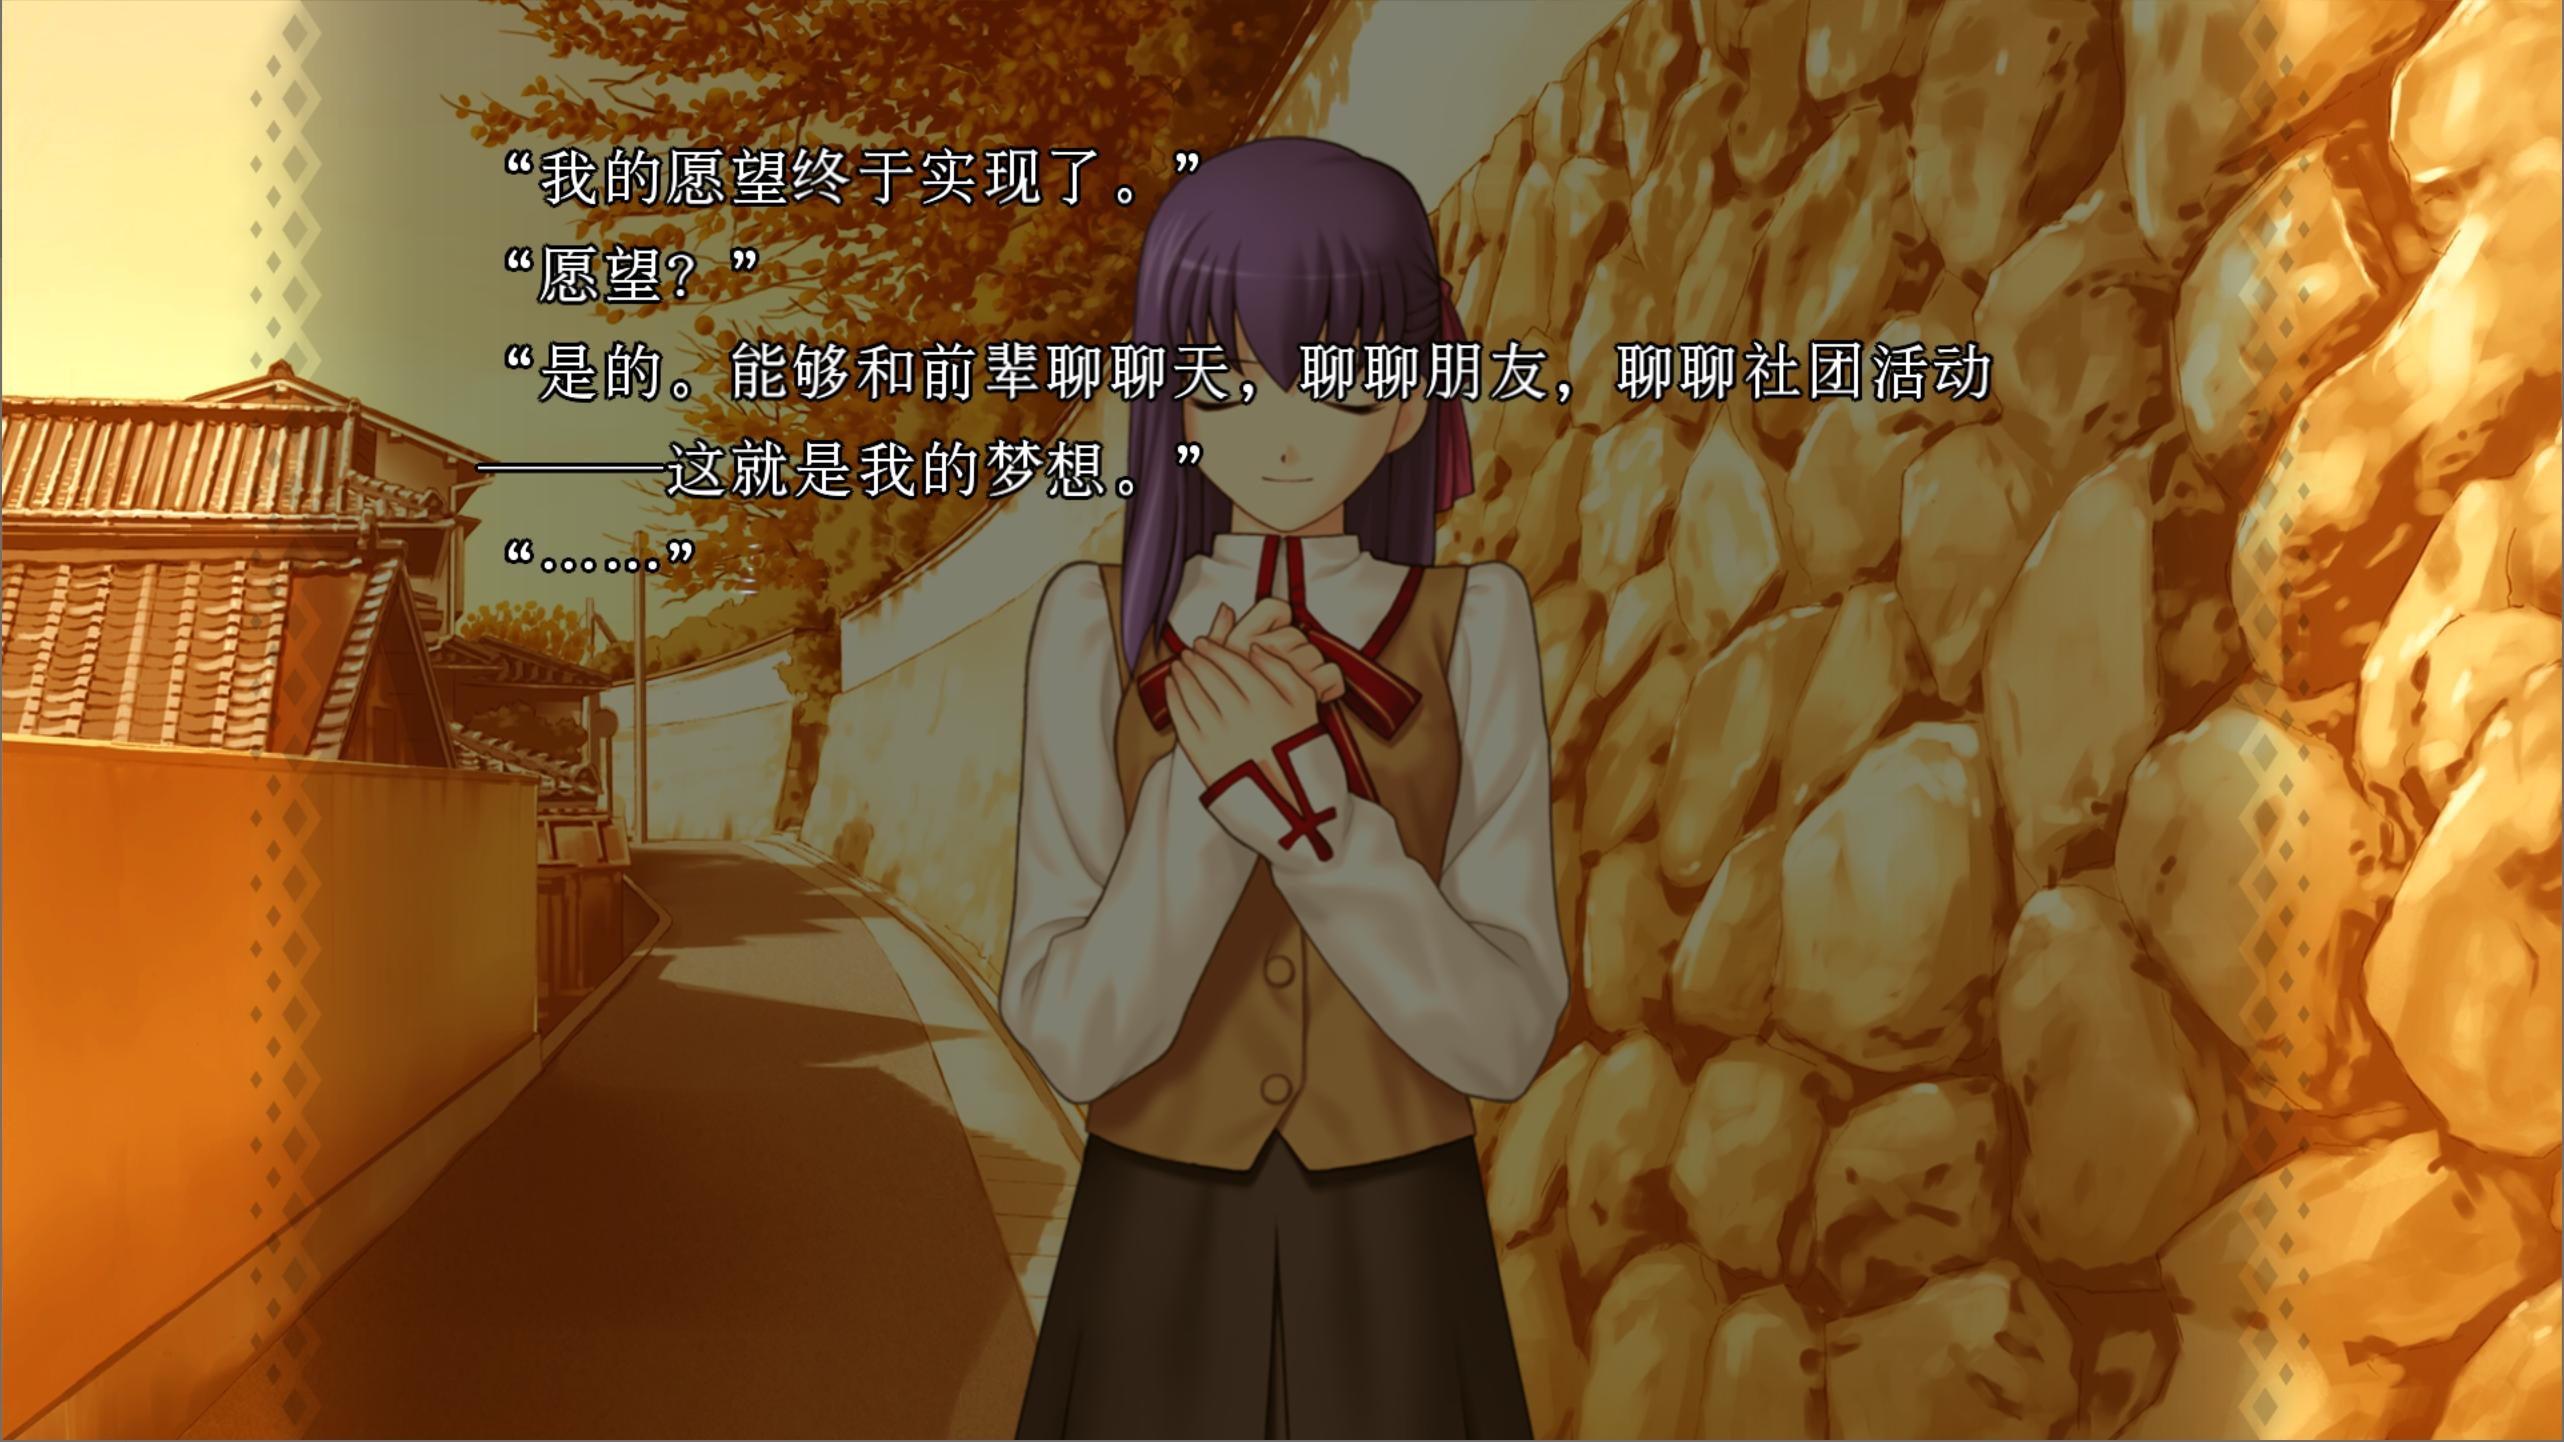 “我的愿望终于实现了。”
“愿望？”
“是的。能够和前辈聊聊天，聊聊朋友，聊聊社团活动
———这就是我的梦想。”
“……”